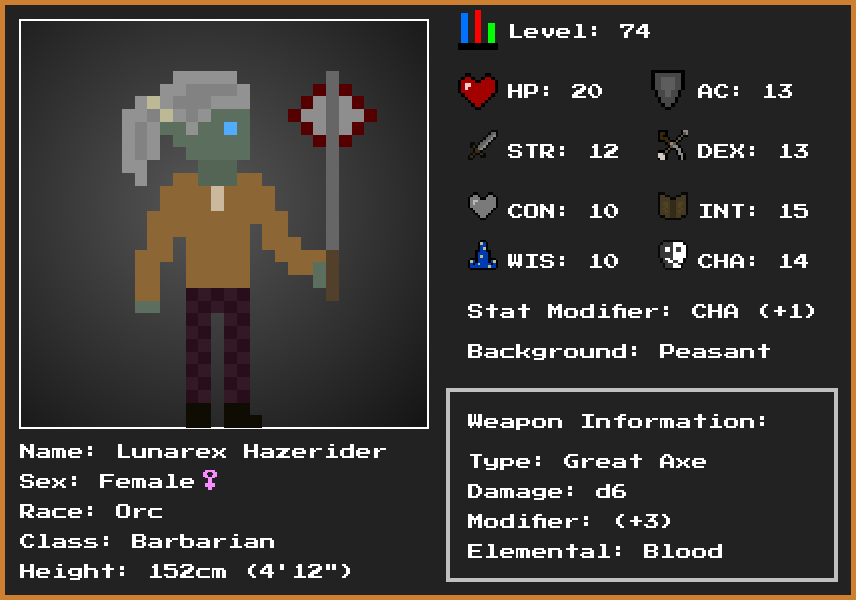 Level: 74
HP: 20
AC: 13
STR: 12
DEX: 13
CON: 10
INT: 15
WIS: 10
CHA: 14
Stat Modifier: CHA (+1)
Background: Peasant
Weapon Information:
Type: Great Axe
Damage: d6
Modifier: (+3)
Elemental: Blood
Name: Lunarex Hazerider
Sex: Female♀
Race: Orc
Class: Barbarian
Height: 152cm (4'12")